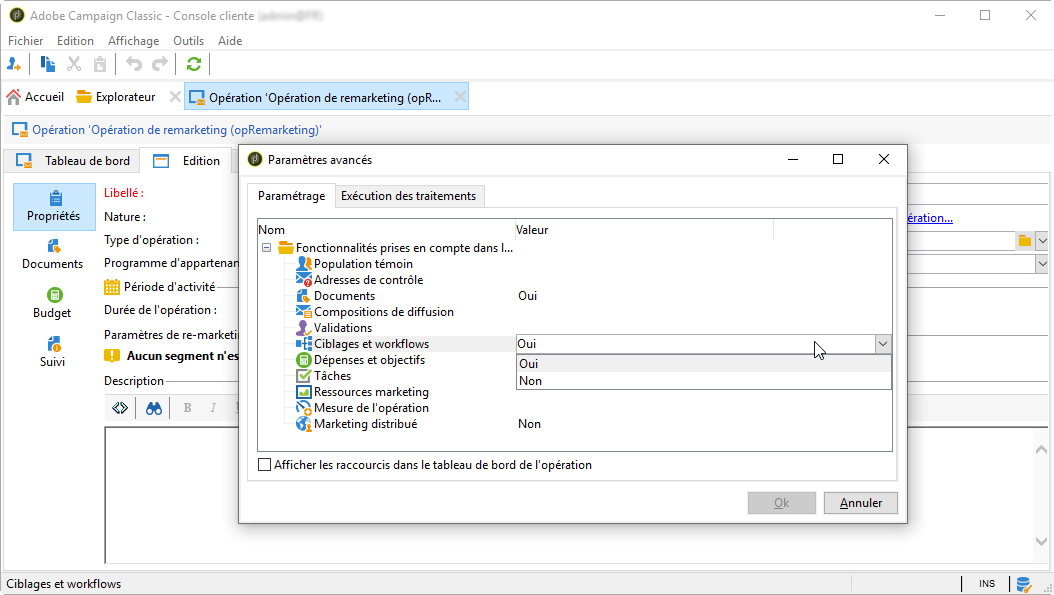 Adobe Campaign Classic - Console cliente
Fichier Edition Affichage Outils Aide
Accueil Explorateur Opération 'Opération de remarketing (opR...
Opération 'Opération de remarketing (opRemarketing)'
Tableau de bord Edition
Propriétés
Documents
Budget
Suivi
Libellé :
Nature :
Type d'opération :
Programme d'appartenan
Période d'activité
Durée de l'opération :
Paramètres de re-marketi
Aucun segment n'es
Description
B I
ération...
Paramètres avancés
Paramétrage Exécution des traitements
Nom Valeur
Fonctionnalités prises en compte dans l...
Population témoin
Adresses de contrôle
Documents Oui
Compositions de diffusion
Validations
Ciblages et workflows Oui
Oui
Non
Dépenses et objectifs
Tâches
Ressources marketing
Mesure de l'opération
Marketing distribué Non
Afficher les raccourcis dans le tableau de bord de l'opération
Ok Annuler
Ciblages et workflows INS